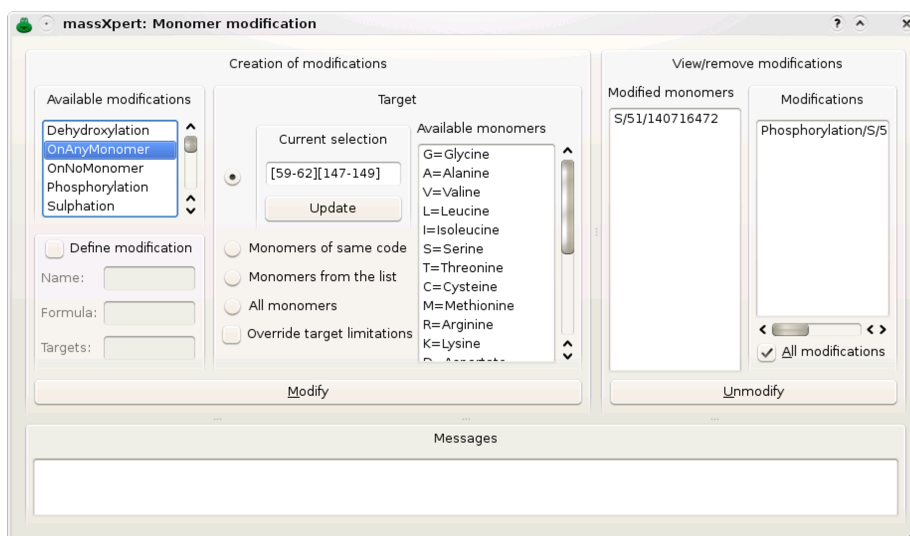 massXpert: Monomer modification
Creation of modifications
Available modifications
Dehydroxylation
OnAnyMonomer
OnNoMonomer
Phosphorylation
Sulphation
Define modification
Name:
Formula:
Targets:
Target
Current selection
[59-62][147-149]
Update
Monomers of same code
Monomers from the list
All monomers
Override target limitations
Available monomers
G=Glycine
A=Alanine
V=Valine
L=Leucine
I=Isoleucine
S=Serine
T=Threonine
C=Cysteine
M=Methionine
R=Arginine
K=Lysine
Modify
View/remove modifications
Modified monomers
S/51/140716472
Modifications
Phosphorylation/S/5
All modifications
Unmodify
Messages